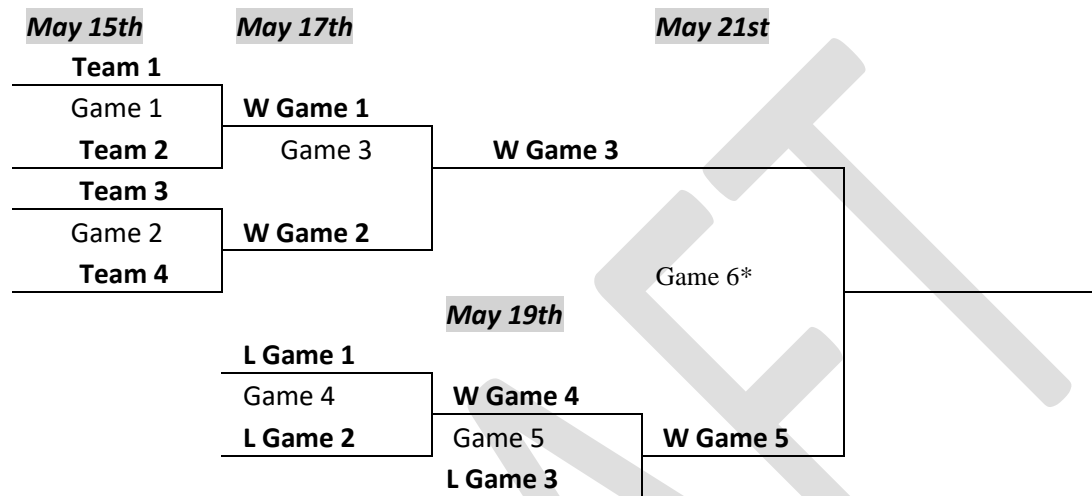 May 15th May 17th May 21st
Team 1
Game 1 W Game 1
Team 2 Game 3 W Game 3
Team 3
Game 2 W Game 2
Team 4 Game 6*
May 19th
L Game 1
Game 4 W Game 4
L Game 2 Game 5 W Game 5
L Game 3